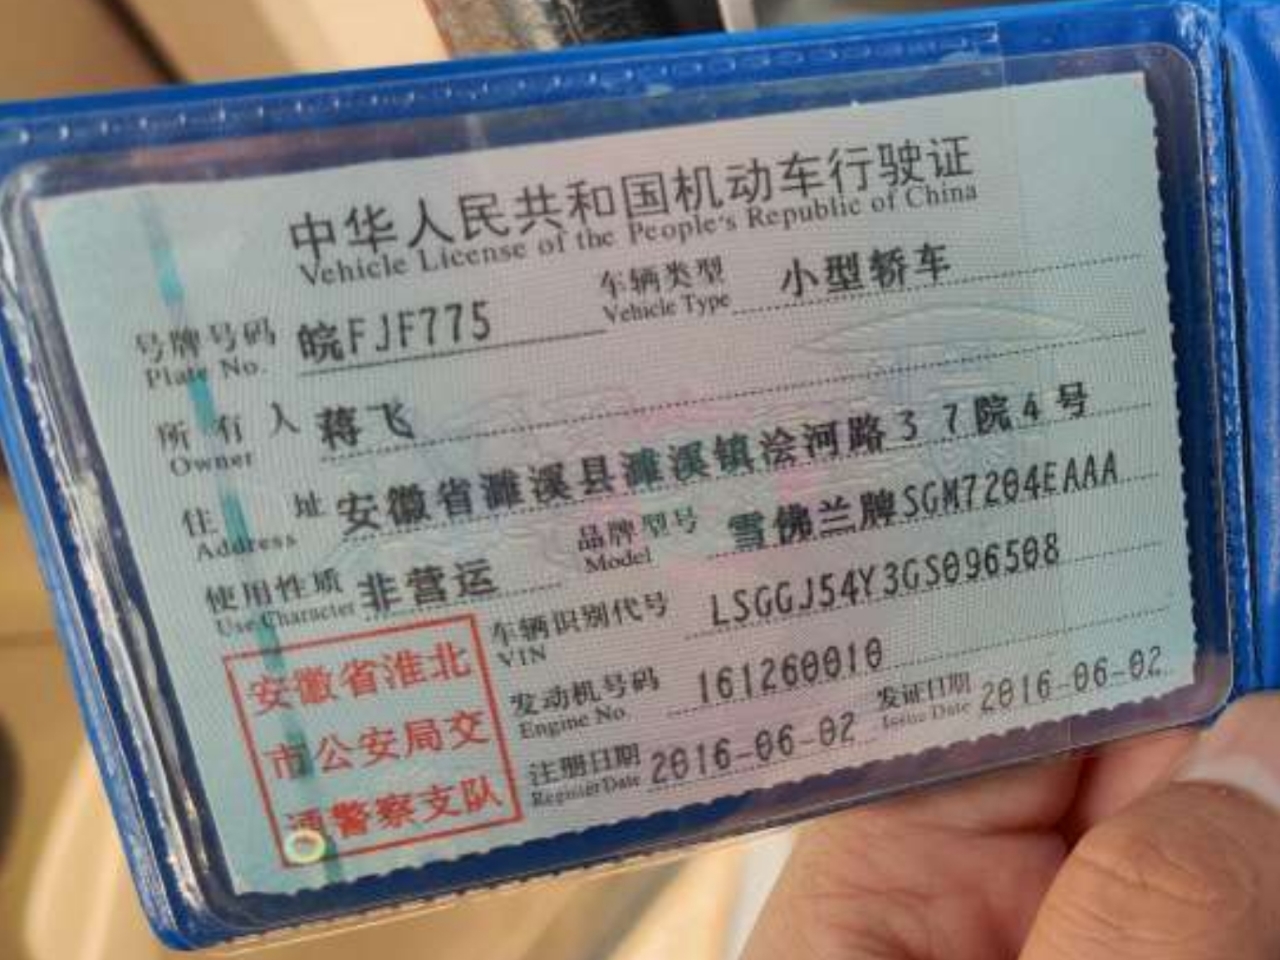 中华人民共和国机动车行驶证
Vehicle License of the People's Republic of China
号牌号码 皖FJF775 车辆类型 小型轿车
Plate No. Vehicle Type
所有人 蒋飞
Owner
住址 安徽省濉溪县濉溪镇浍河路37院4号
Address
使用性质 非营运 品牌型号 雪佛兰牌SGM7204EAAA
Use Character Model
车辆识别代号 LSGGJ54Y3GS096508
VIN
发动机号码 161260010
Engine No.
注册日期 2016-06-02 发证日期 2016-06-02
Register Date Issue Date
安徽省淮北
市公安局交
通警察支队